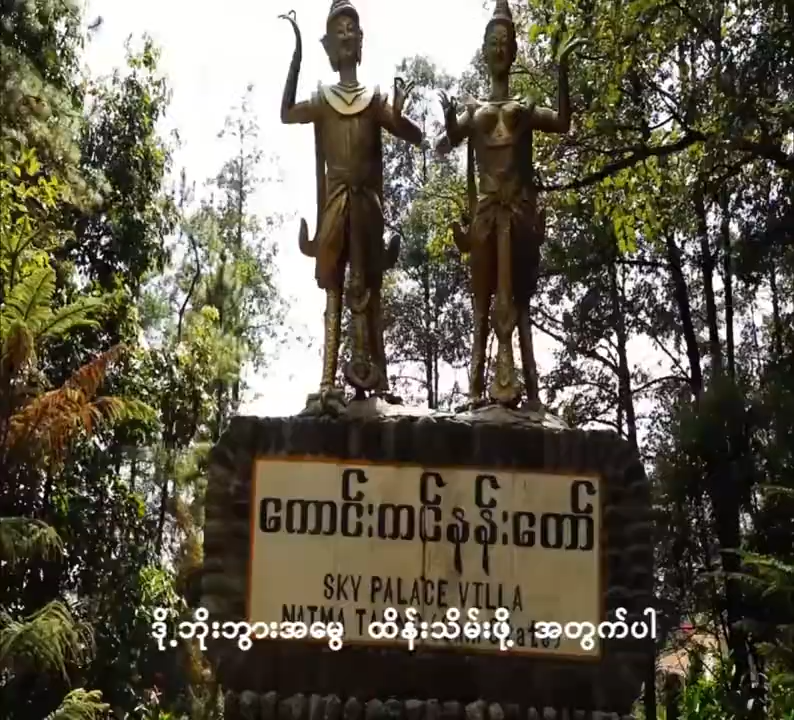 ကောင်းကင်နန်းတော်
SKY PALACE VILLA
NATMA
ဒို့ဘိုးဘွားအမွေ ထိန်းသိမ်းဖို့ အတွက်ပါ